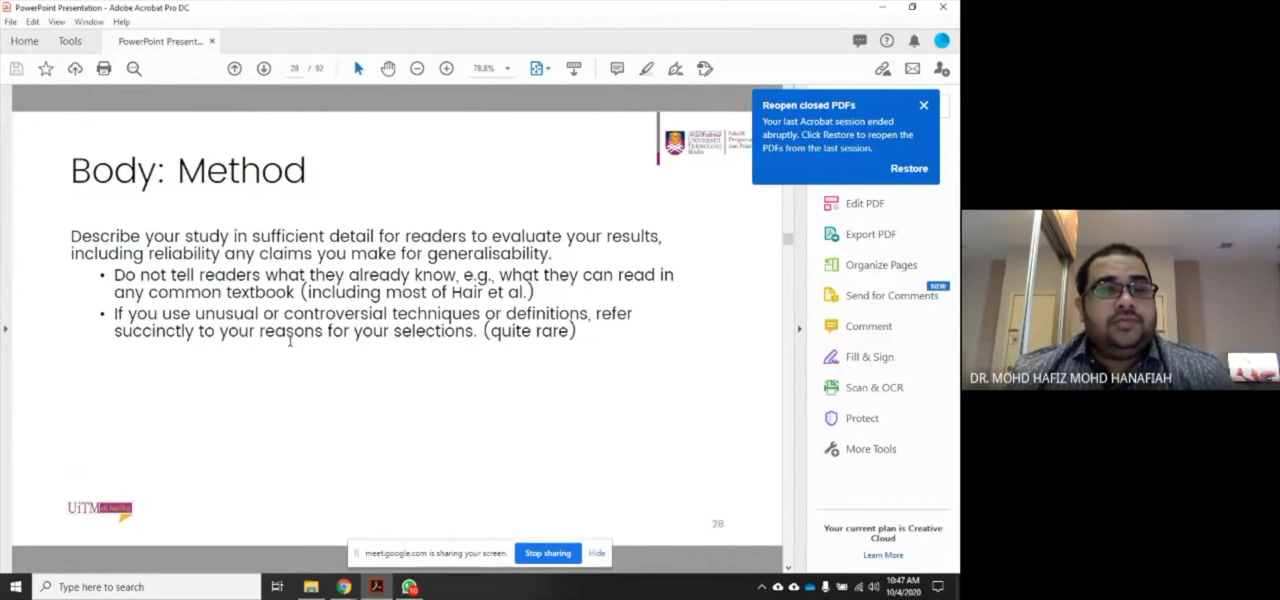 PowerPoint Presentation - Adobe Acrobat Pro DC
File Edit View Window Help
Home Tools PowerPoint Present... ×
28 / 92 78.8%
Reopen closed PDFs
Your last Acrobat session ended
abruptly. Click Restore to reopen the
PDFs from the last session.
Restore
UNIVERSITI
TEKNOLOGI
MARA
Body: Method
Describe your study in sufficient detail for readers to evaluate your results,
including reliability any claims you make for generalisability.
• Do not tell readers what they already know, e.g., what they can read in
any common textbook (including most of Hair et al.)
• If you use unusual or controversial techniques or definitions, refer
succinctly to your reasons for your selections. (quite rare)
UiTM di hatiku
28
Edit PDF
Export PDF
Organize Pages
NEW
Send for Comments
Comment
Fill & Sign
Scan & OCR
Protect
More Tools
Your current plan is Creative
Cloud
Learn More
DR. MOHD HAFIZ MOHD HANAFIAH
meet.google.com is sharing your screen. Stop sharing Hide
Type here to search
10:47 AM
10/4/2020